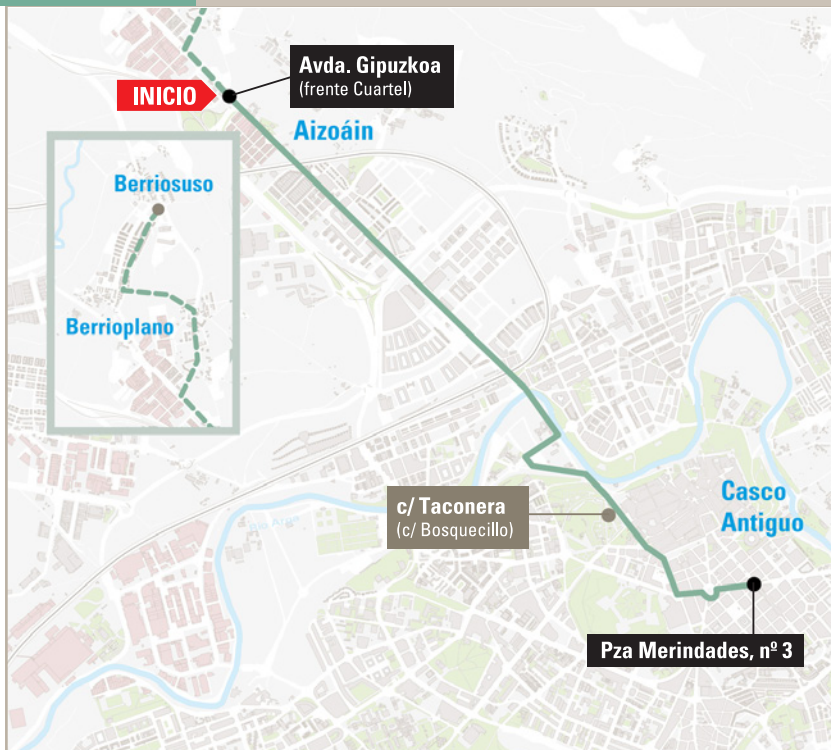 Avda. Gipuzkoa
(frente Cuartel)
INICIO
Aizoáin
Berriosuso
Berrioplano
c/ Taconera
(c/ Bosquecillo)
Casco
Antiguo
Pza Merindades, nº 3